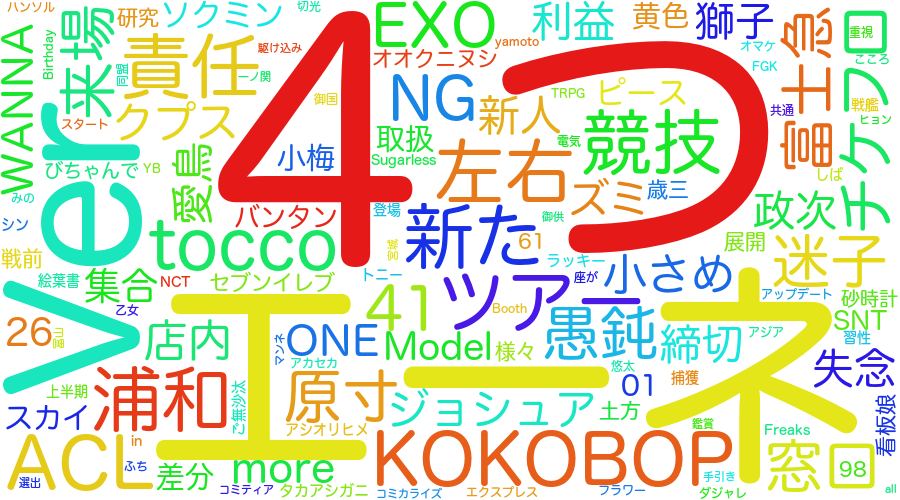 ハンソル
研究
ソクミン
切光
EXO
利益
黄色
獅子
急
ロ
重視
WANNA
Birthday
来場
同盟
責任
駆け込み
一ノ関
オオクニヌシ
yamoto
オマケ
FGK
こころ
スタート
クプス
御国
4つ
NG
新人
TRPG
ピース
共通
富士
フ
戦艦
ヒョン
Ver
びちゃんで
YB
愛鳥
小梅
取扱
Sugarless
電気
競技
しば
ケ
チ
みの
シン
バンタン
登場
左右
ズミ
歳三
御供
政次
戦前
tocco
新た
61
展開
迷子
絵葉書
集合
NCT
セブンイレブ
トニー
ラッキー
座が
小さめ
アップデート
砂時計
乙女
エーネ
41
ツアー
Booth
26
店内
ONE
Model
様々
愚鈍
締切
アジア
SNT
習性
マンネ
アカセカ
悠太
失念
上半期
浦和
ご無沙汰
原寸
ジョシュア
01
捕獲
土方
スカイ
アシオリヒメ
鑑賞
Freaks
看板娘
ACL
in
ふち
差分
more
KOKOBOP
窓
98
選出
コミティア
タカアシガニ
コミカライズ
エクスプレス
フラワー
手引き
ダジャレ
all